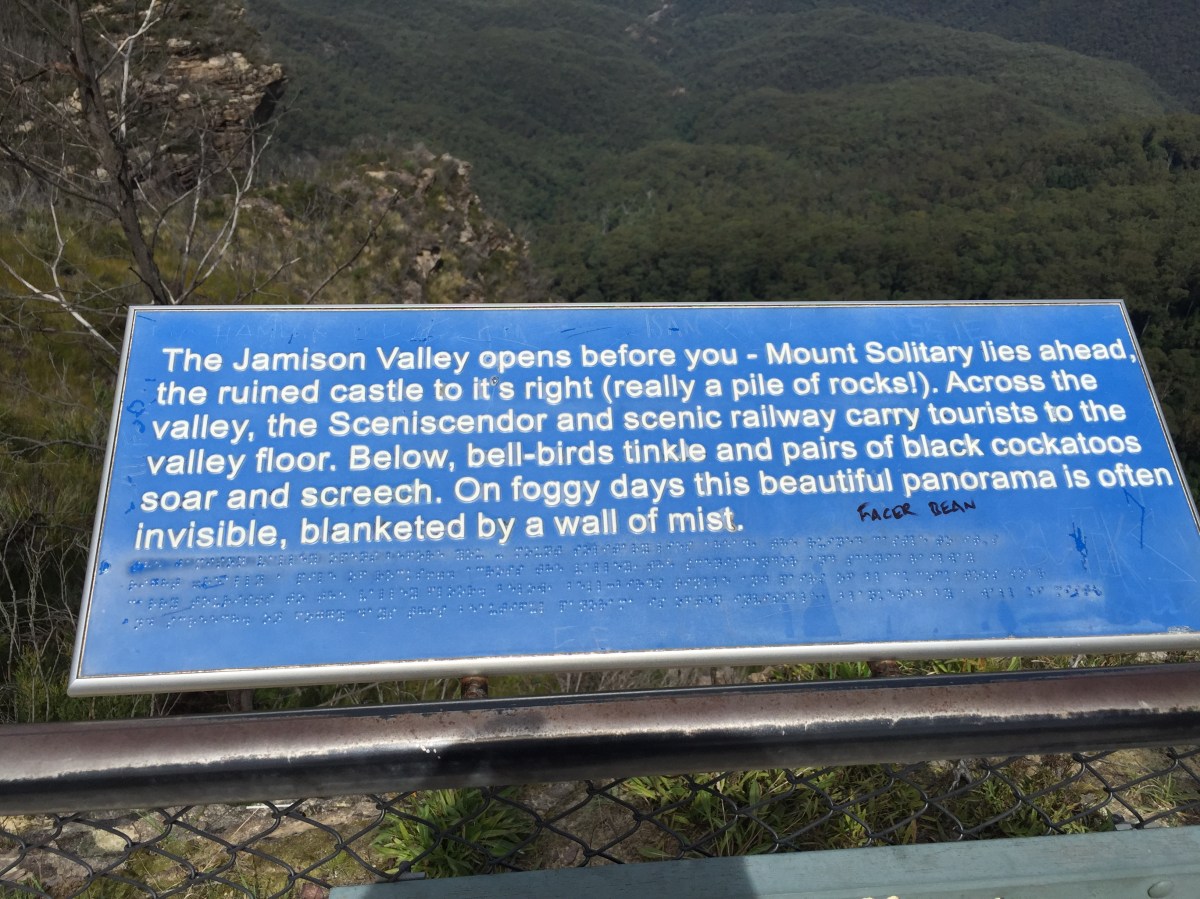 The Jamison Valley opens before you - Mount Solitary lies ahead,
the ruined castle to it's right (really a pile of rocks!). Across the
valley, the Sceniscendor and scenic railway carry tourists to the
valley floor. Below, bell-birds tinkle and pairs of black cockatoos
soar and screech. On foggy days this beautiful panorama is often
invisible, blanketed by a wall of mist.
FACER BEAN